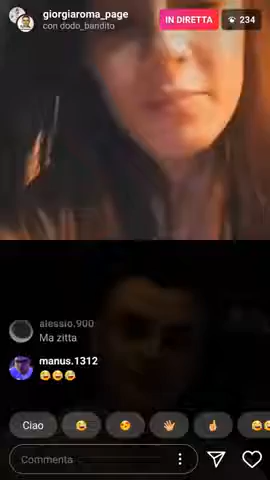 giorgiaroma_page
con dodo_bandito
IN DIRETTA
234
alessio.900
Ma zitta
manus.1312
😂😂😂
Ciao
Commenta